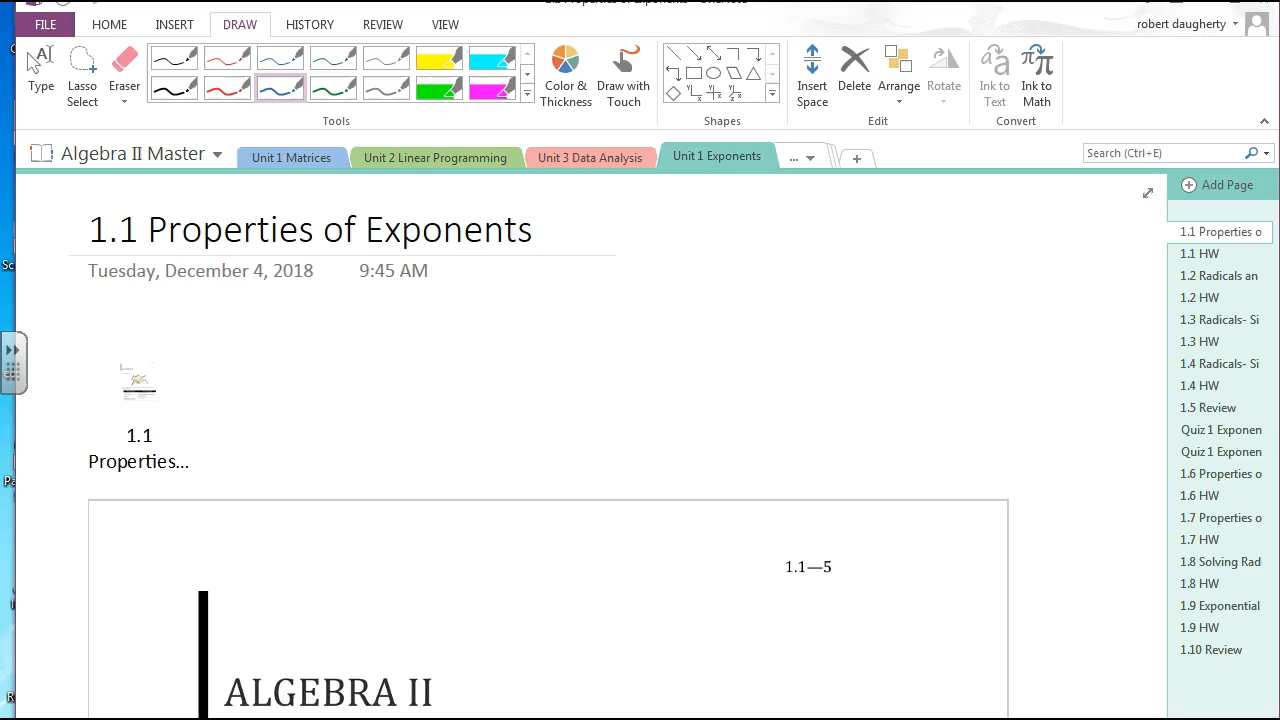 FILE HOME INSERT DRAW HISTORY REVIEW VIEW robert daugherty
Type Lasso Select Eraser Color & Thickness Draw with Touch Insert Space Delete Arrange Rotate Ink to Text Ink to Math
Tools Shapes Edit Convert
Algebra II Master Unit 1 Matrices Unit 2 Linear Programming Unit 3 Data Analysis Unit 1 Exponents ... Search (Ctrl+E)
Add Page
1.1 Properties of Exponents
Tuesday, December 4, 2018 9:45 AM
1.1
Properties...
1.1—5
ALGEBRA II
1.1 Properties o
1.1 HW
1.2 Radicals an
1.2 HW
1.3 Radicals- Si
1.3 HW
1.4 Radicals- Si
1.4 HW
1.5 Review
Quiz 1 Exponen
Quiz 1 Exponen
1.6 Properties o
1.6 HW
1.7 Properties o
1.7 HW
1.8 Solving Rad
1.8 HW
1.9 Exponential
1.9 HW
1.10 Review